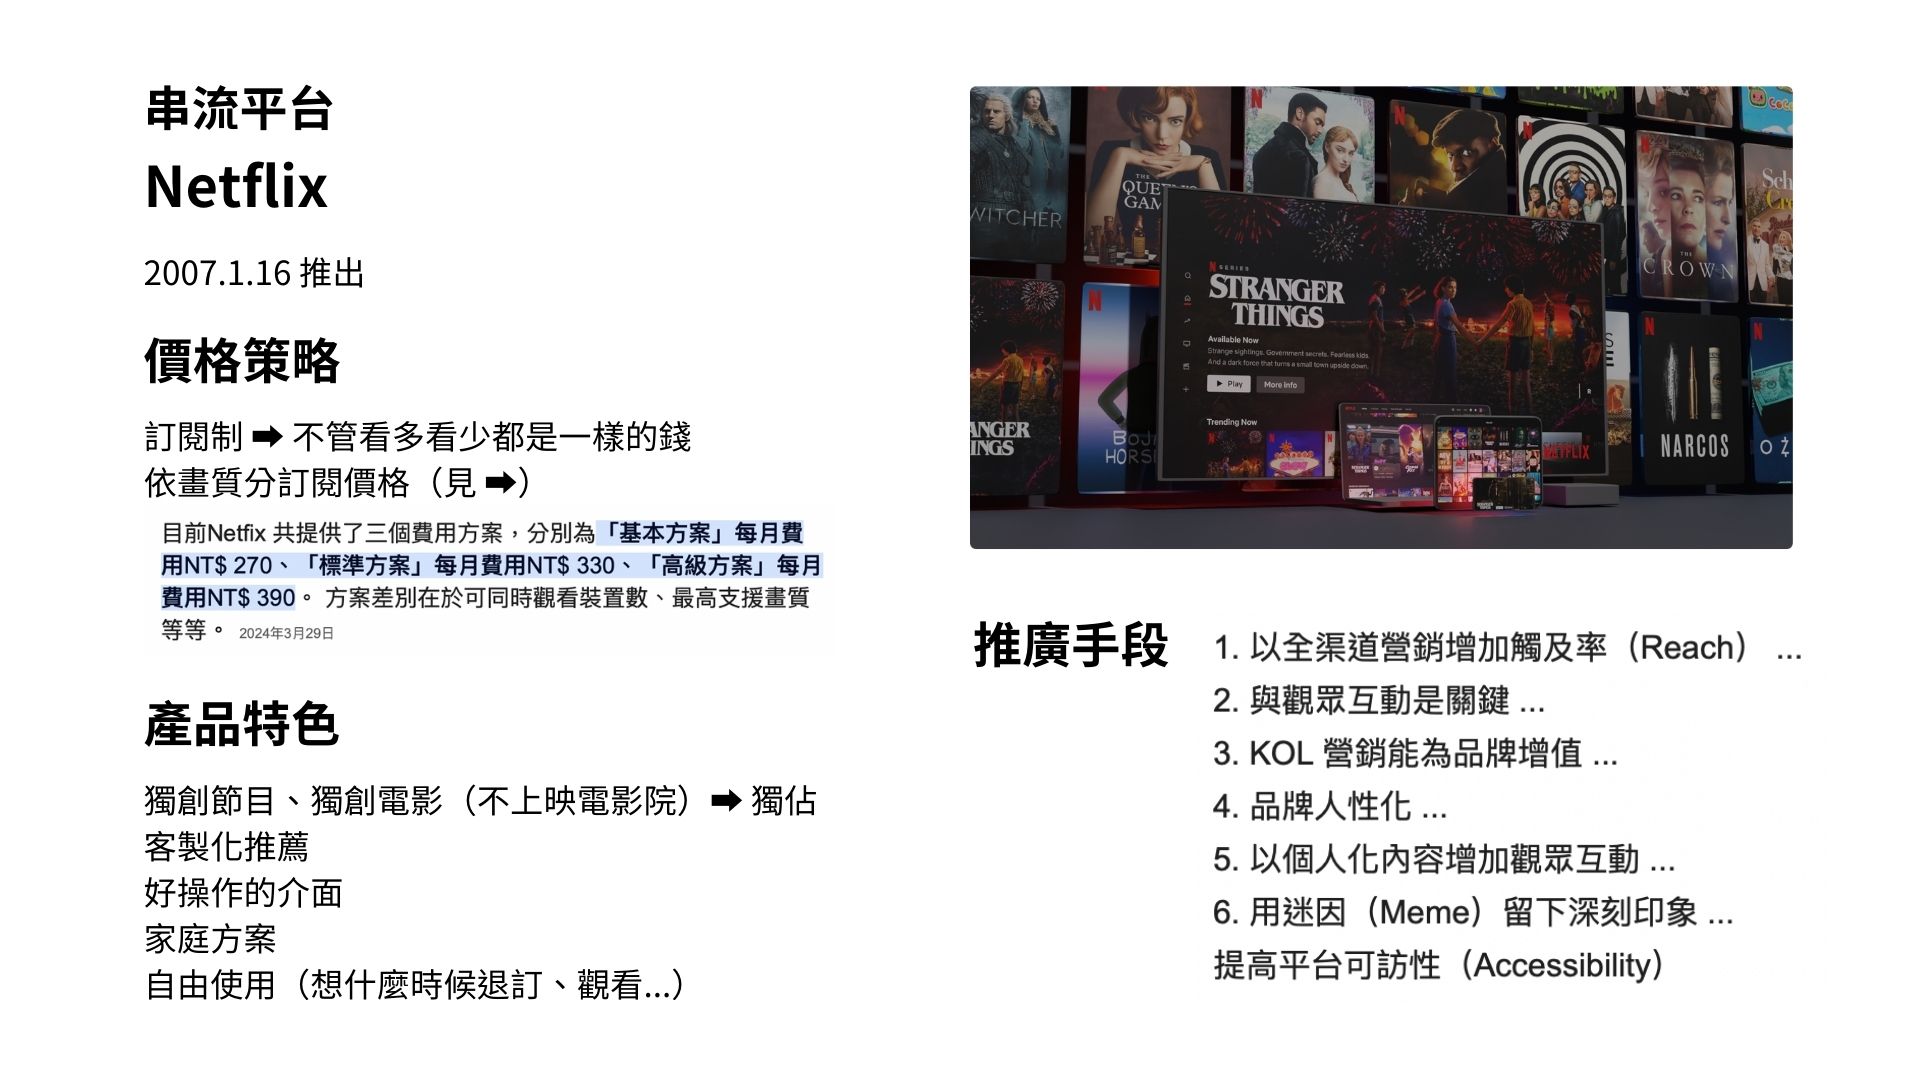 串流平台
Netflix
2007.1.16 推出
價格策略
訂閱制 ➡ 不管看多看少都是一樣的錢
依畫質分訂閱價格（見 ➡）
目前Netfix 共提供了三個費用方案，分別為「基本方案」每月費
用NT$ 270、「標準方案」每月費用NT$ 330、「高級方案」每月
費用NT$ 390。 方案差別在於可同時觀看裝置數、最高支援畫質
等等。 2024年3月29日
產品特色
獨創節目、獨創電影（不上映電影院）➡ 獨佔
客製化推薦
好操作的介面
家庭方案
自由使用（想什麼時候退訂、觀看...）
WITCHER
THE
QUEEN'S
GAM
THE
CROWN
Sch
N SERIES
STRANGER
THINGS
Available Now
Strange sightings. Government secrets. Fearless kids.
And a dark force that turns a small town upside down.
Play
More Info
Trending Now
ANGER
INGS
BOJ
HORS
NETFLIX
NARCOS
OZ
推廣手段
1. 以全渠道營銷增加觸及率（Reach） ...
2. 與觀眾互動是關鍵 ...
3. KOL 營銷能為品牌增值 ...
4. 品牌人性化 ...
5. 以個人化內容增加觀眾互動 ...
6. 用迷因（Meme）留下深刻印象 ...
提高平台可訪性（Accessibility）